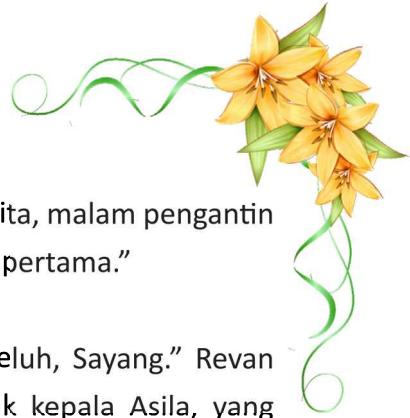 ita, malam pengantin
pertama.”
eluh, Sayang.” Revan
k kepala Asila, yang